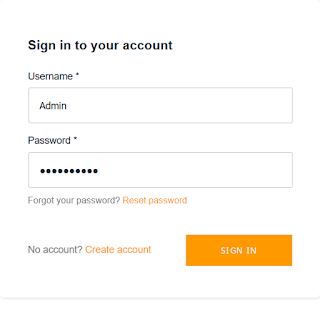 Sign in to your account
Username *
Admin
Password *
••••••••••
Forgot your password? Reset password
No account? Create account
SIGN IN